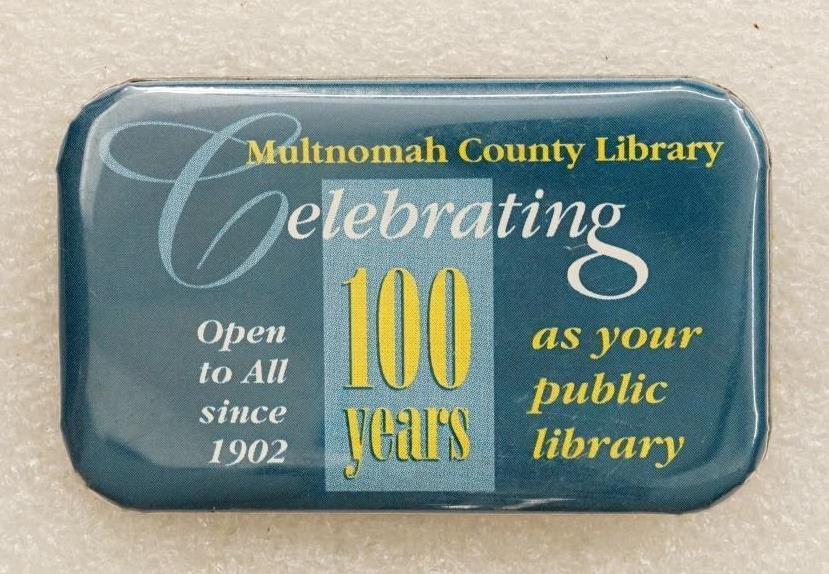 Multnomah County Library
Celebrating
100
years
Open
to All
since
1902
as your
public
library